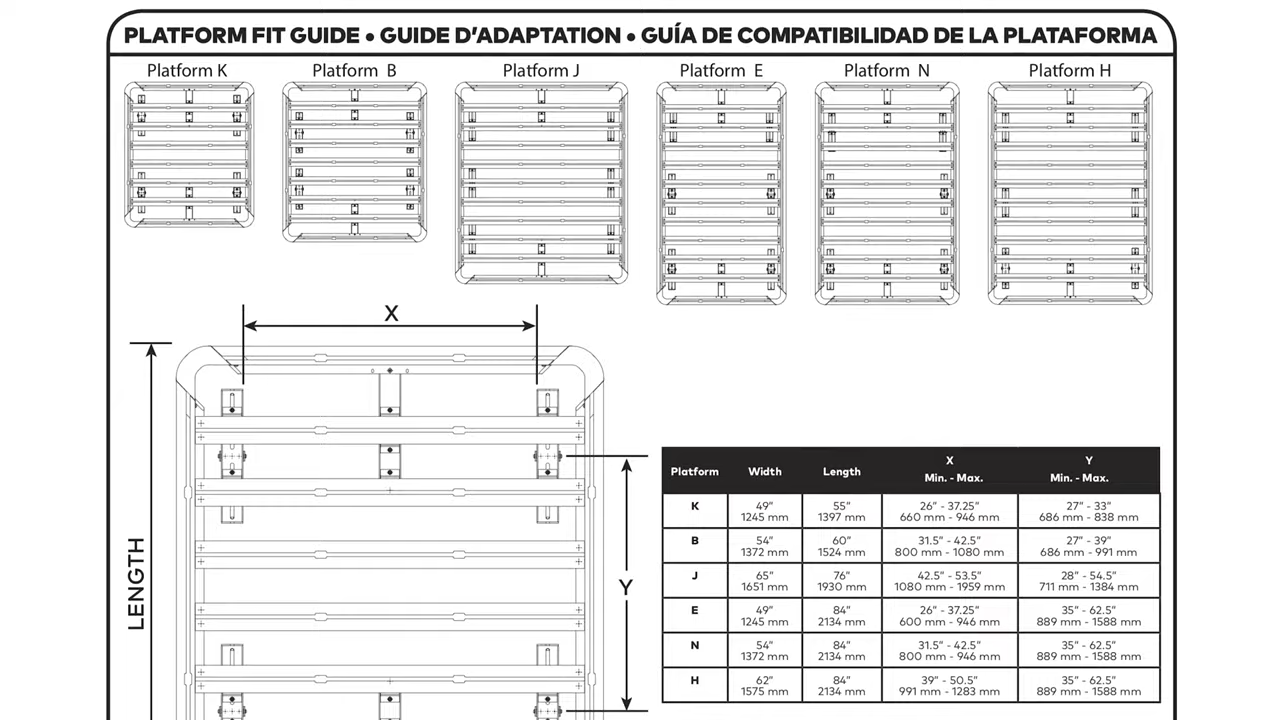 PLATFORM FIT GUIDE • GUIDE D'ADAPTATION • GUÍA DE COMPATIBILIDAD DE LA PLATAFORMA
Platform K
Platform B
Platform J
Platform E
Platform N
Platform H
X
LENGTH
Y
Platform Width Length X Min. - Max. Y Min. - Max.
K 49" 55" 26" - 37.25" 27" - 33"
1245 mm 1397 mm 660 mm - 946 mm 686 mm - 838 mm
B 54" 60" 31.5" - 42.5" 27" - 39"
1372 mm 1524 mm 800 mm - 1080 mm 686 mm - 991 mm
J 65" 76" 42.5" - 53.5" 28" - 54.5"
1651 mm 1930 mm 1080 mm - 1959 mm 711 mm - 1384 mm
E 49" 84" 26" - 37.25" 35" - 62.5"
1245 mm 2134 mm 600 mm - 946 mm 889 mm - 1588 mm
N 54" 84" 31.5" - 42.5" 35" - 62.5"
1372 mm 2134 mm 800 mm - 946 mm 889 mm - 1588 mm
H 62" 84" 39" - 50.5" 35" - 62.5"
1575 mm 2134 mm 991 mm - 1283 mm 889 mm - 1588 mm